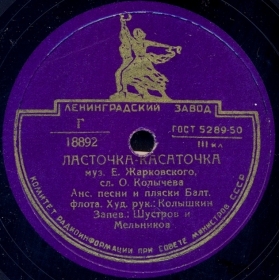 ЛЕНИНГРАДСКИЙ ЗАВОД
Г
ГОСТ 5289-50
18892
III кл
ЛАСТОЧКА-КАСАТОЧКА
муз. Е. Жарковского,
сл. О. Колычева
Анс. песни и пляски Балт.
флота. Худ. рук.: Колышкин
Запев.: Шустров и
Мельников
КОМИТЕТ РАДИОИНФОРМАЦИИ ПРИ СОВЕТЕ МИНИСТРОВ СССР